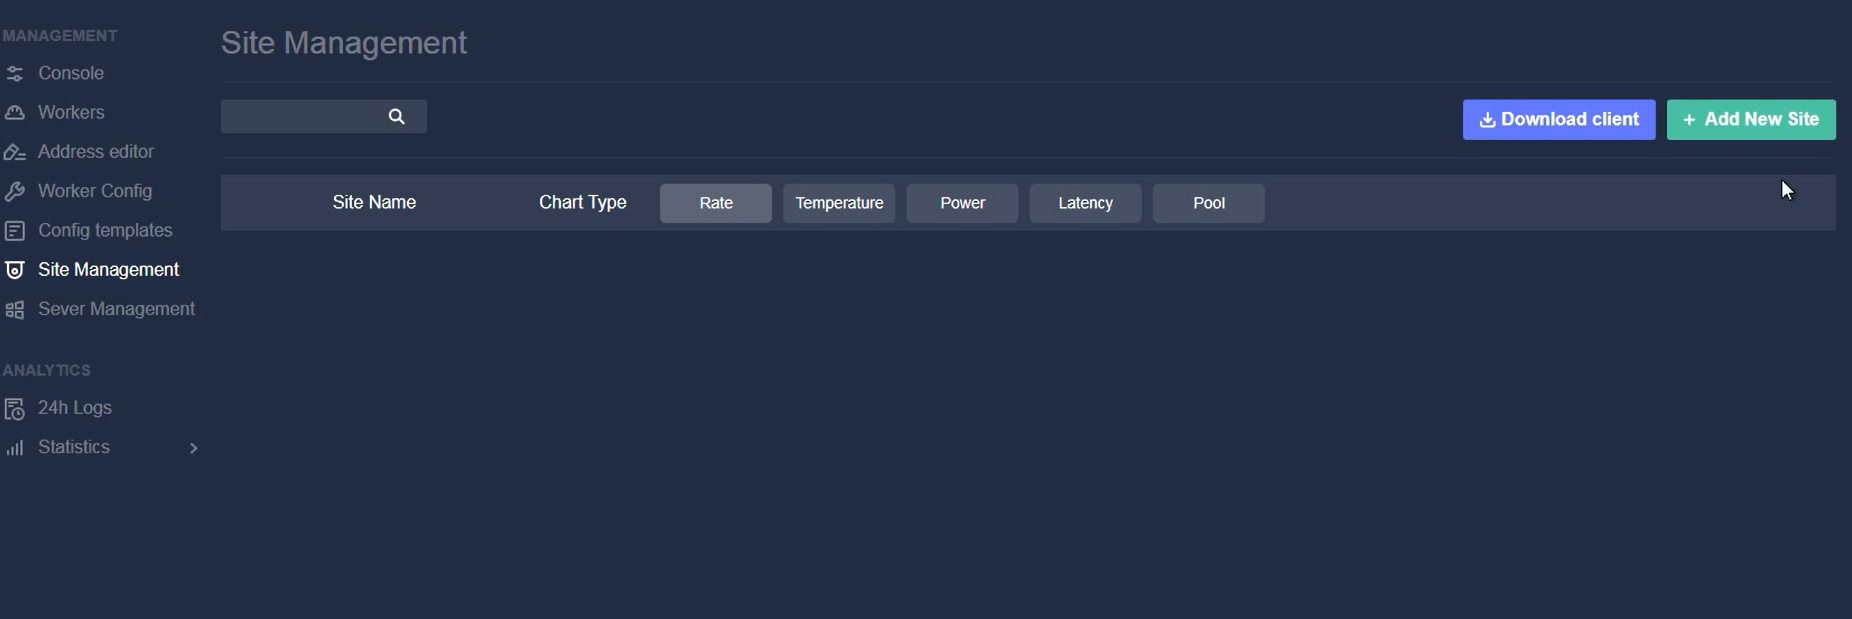 MANAGEMENT
Console
Workers
Address editor
Worker Config
Config templates
Site Management
Sever Management
ANALYTICS
24h Logs
Statistics
Site Management
Download client
+ Add New Site
Site Name
Chart Type
Rate
Temperature
Power
Latency
Pool